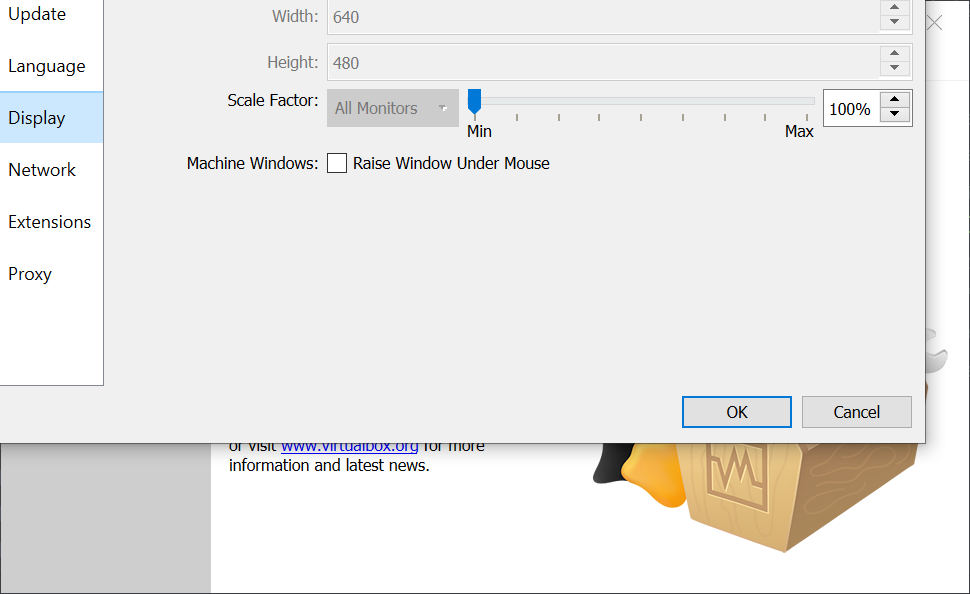 Update
Language
Display
Network
Extensions
Proxy
Width: 640
Height: 480
Scale Factor: All Monitors 100%
Min Max
Machine Windows: Raise Window Under Mouse
OK Cancel
or visit www.virtualbox.org for more
information and latest news.